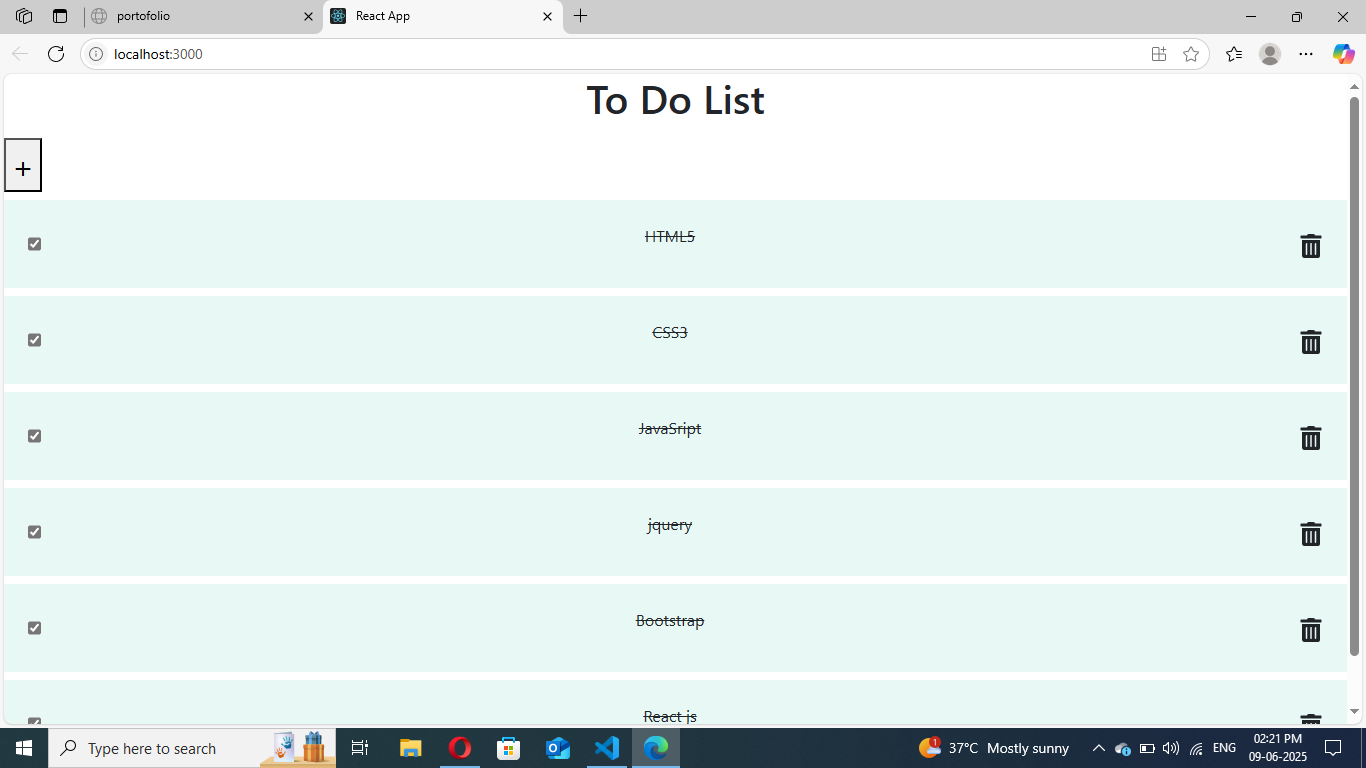 portofolio
React App
localhost:3000
To Do List
+
HTML5
CSS3
JavaSript
jquery
Bootstrap
React js
Type here to search
1
37°C Mostly sunny
ENG
02:21 PM
09-06-2025